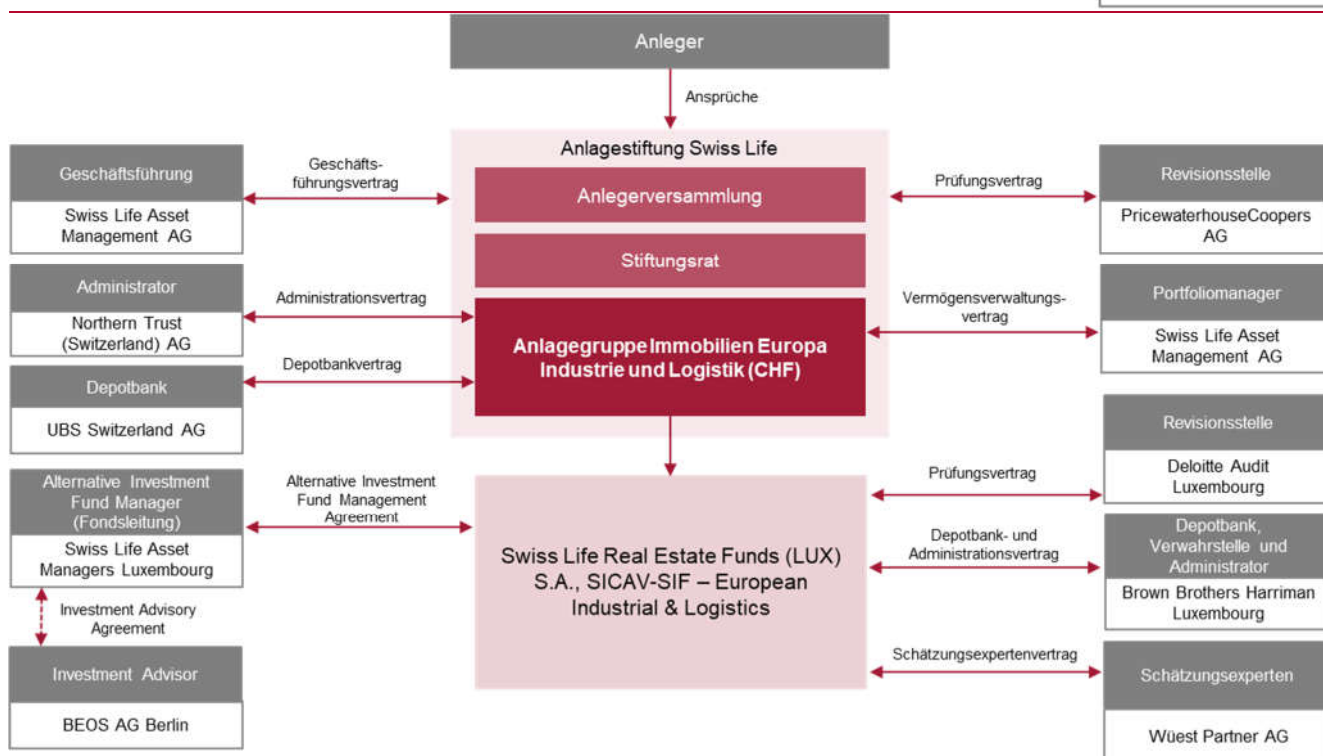 Anleger
Ansprüche
Anlagestiftung Swiss Life
Anlegerversammlung
Stiftungsrat
Anlagegruppe Immobilien Europa
Industrie und Logistik (CHF)
Geschäftsführung
Swiss Life Asset
Management AG
Geschäfts-
führungsvertrag
Administrator
Northern Trust
(Switzerland) AG
Administrationsvertrag
Depotbank
UBS Switzerland AG
Depotbankvertrag
Prüfungsvertrag
Revisionsstelle
PricewaterhouseCoopers
AG
Vermögensverwaltungs-
vertrag
Portfoliomanager
Swiss Life Asset
Management AG
Alternative Investment
Fund Manager
(Fondsleitung)
Swiss Life Asset
Managers Luxembourg
Alternative Investment
Fund Management
Agreement
Investment Advisory
Agreement
Investment Advisor
BEOS AG Berlin
Swiss Life Real Estate Funds (LUX)
S.A., SICAV-SIF – European
Industrial & Logistics
Prüfungsvertrag
Revisionsstelle
Deloitte Audit
Luxembourg
Depotbank- und
Administrationsvertrag
Depotbank,
Verwahrstelle und
Administrator
Brown Brothers Harriman
Luxembourg
Schätzungsexpertenvertrag
Schätzungsexperten
Wüest Partner AG